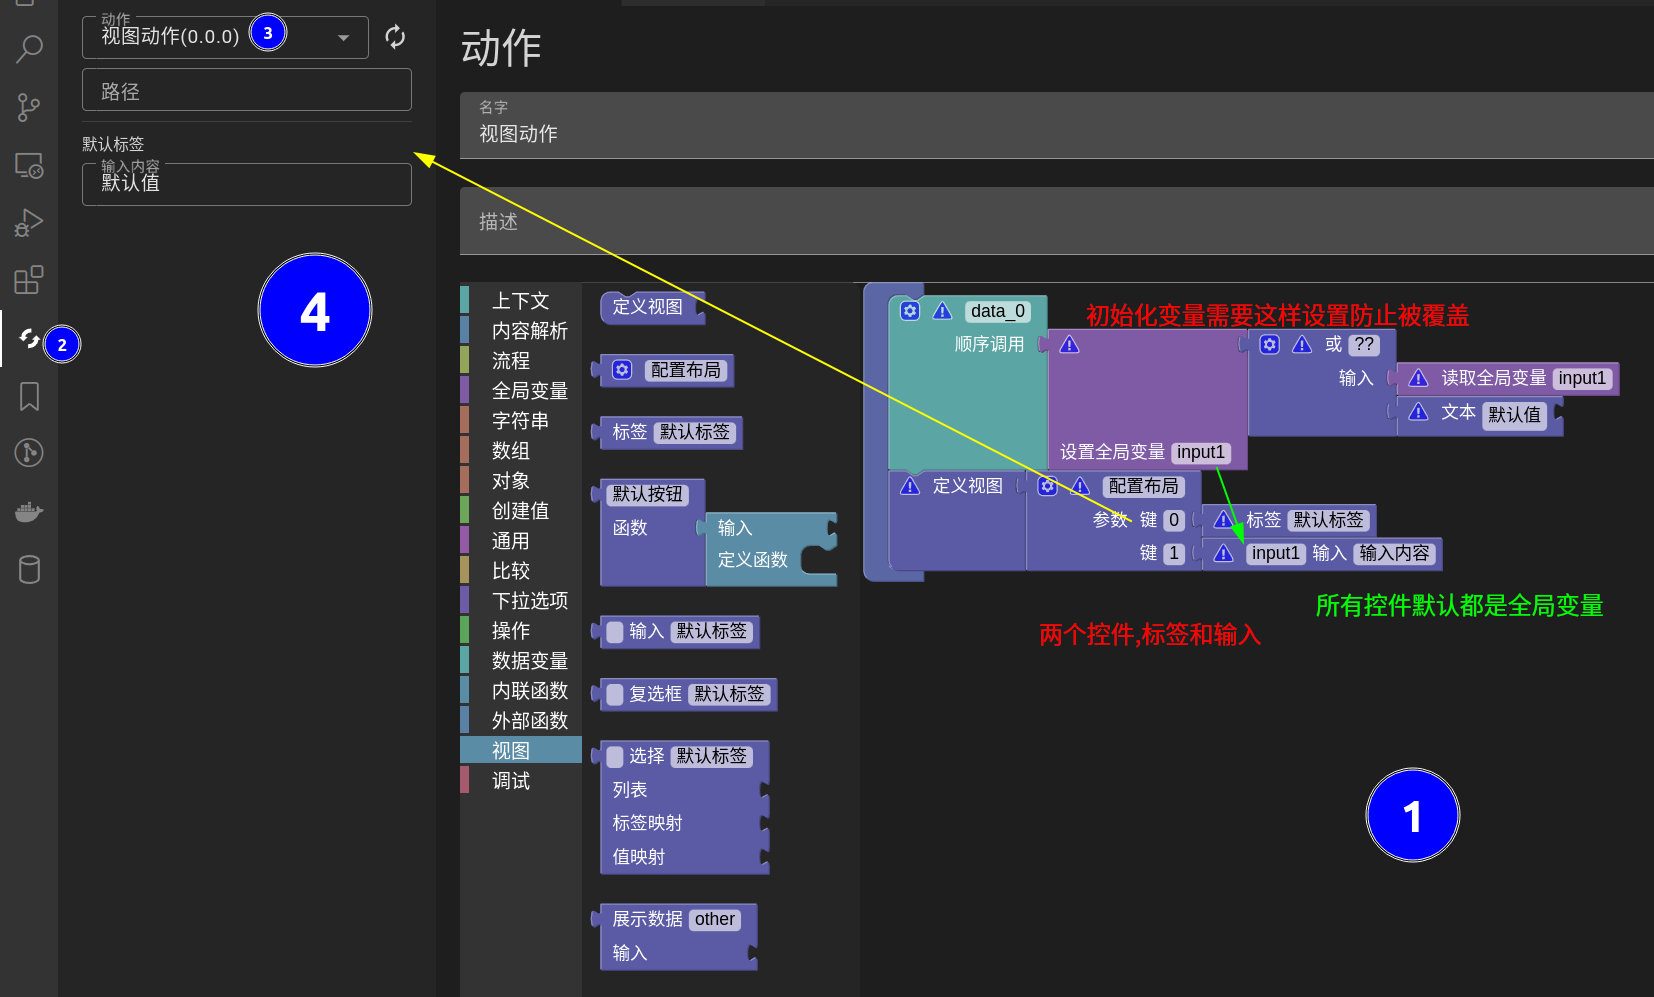 动作
视图动作(0.0.0)
3
路径
默认标签
输入内容
默认值
4
2
动作
名字
视图动作
描述
上下文
内容解析
流程
全局变量
字符串
数组
对象
创建值
通用
比较
下拉选项
操作
数据变量
内联函数
外部函数
视图
调试
定义视图
配置布局
标签 默认标签
默认按钮
函数 输入
定义函数
输入 默认标签
复选框 默认标签
选择 默认标签
列表
标签映射
值映射
展示数据 other
输入
data_0
初始化变量需要这样设置防止被覆盖
顺序调用
或 ??
输入 读取全局变量 input1
文本 默认值
设置全局变量 input1
定义视图 配置布局
参数 键 0 标签 默认标签
键 1 input1 输入 输入内容
所有控件默认都是全局变量
两个控件,标签和输入
1